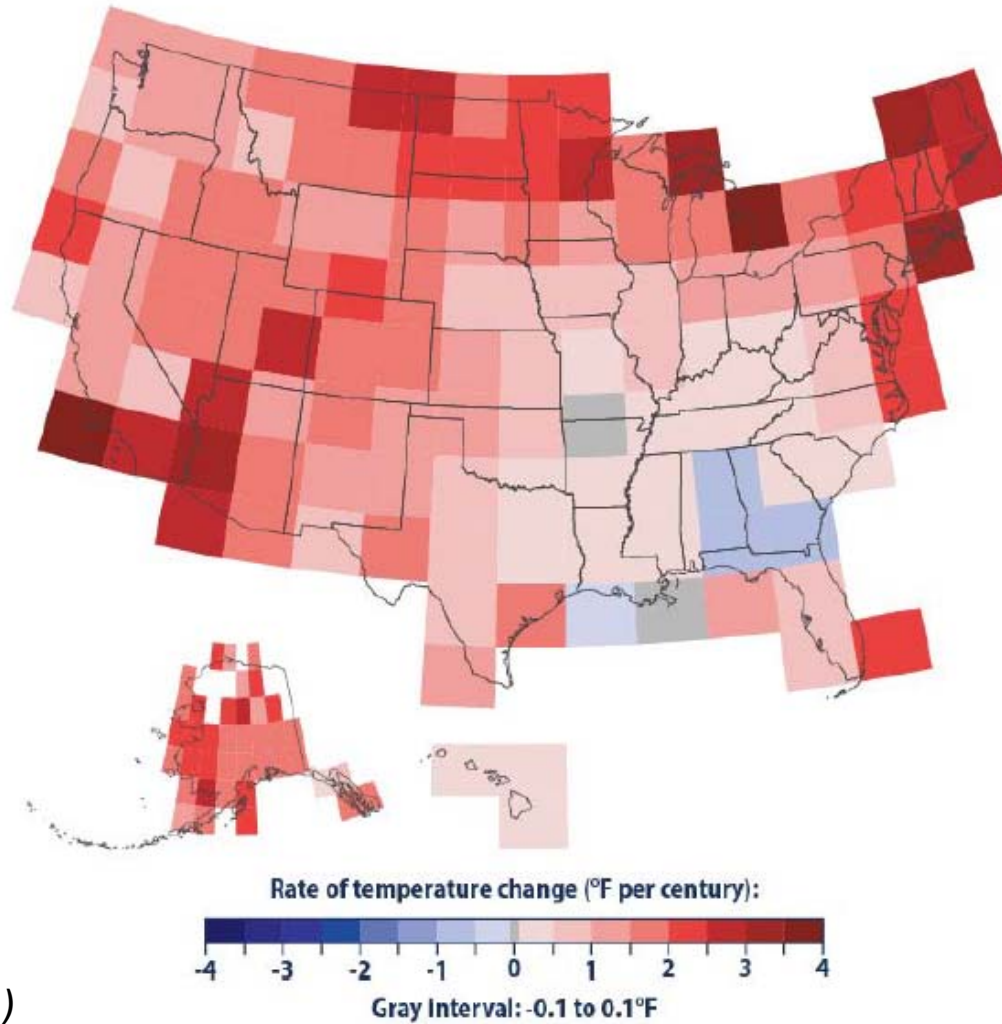 Rate of temperature change (°F per century):
-4 -3 -2 -1 0 1 2 3 4
Gray interval: -0.1 to 0.1°F
)